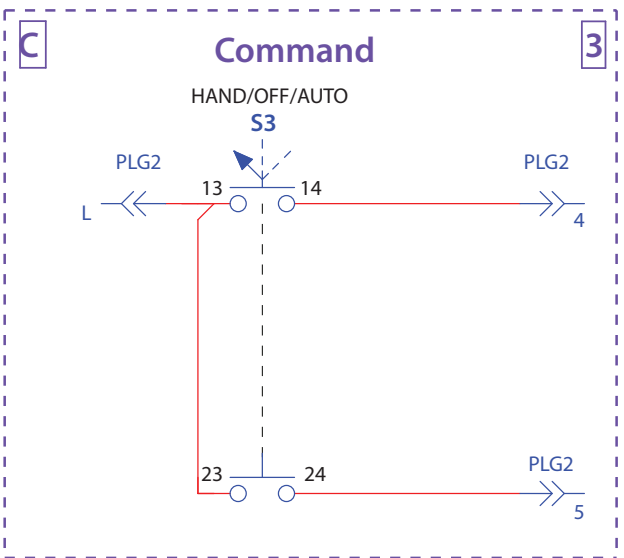 C
Command
3
HAND/OFF/AUTO
S3
PLG2
PLG2
13
14
L
4
23
24
PLG2
5